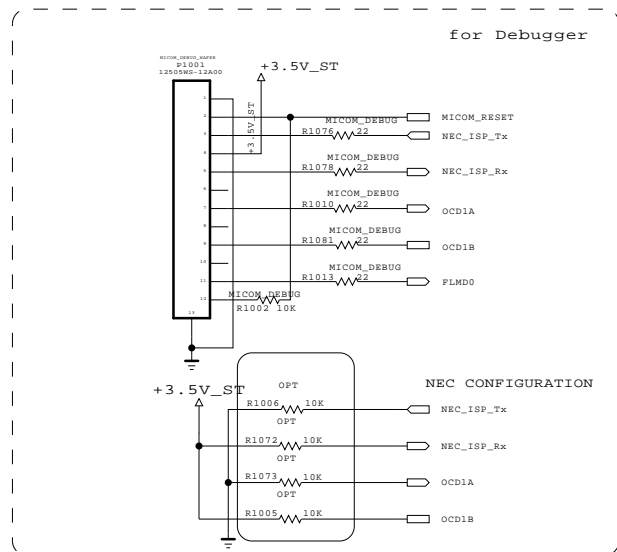 for Debugger
MICOM_DEBUG_WAFER
P1001
12505WS-12A00
+3.5V_ST
1
2
MICOM_RESET
MICOM_DEBUG
3
R1076
22
NEC_ISP_Tx
+3.5V_ST
4
MICOM_DEBUG
5
R1078
22
NEC_ISP_Rx
6
MICOM_DEBUG
7
R1010
22
OCD1A
8
MICOM_DEBUG
9
R1081
22
OCD1B
10
MICOM_DEBUG
11
R1013
22
FLMD0
MICOM_DEBUG
12
R1002 10K
13
+3.5V_ST
OPT
NEC CONFIGURATION
R1006
10K
NEC_ISP_Tx
OPT
R1072
10K
NEC_ISP_Rx
OPT
R1073
10K
OCD1A
OPT
R1005
10K
OCD1B